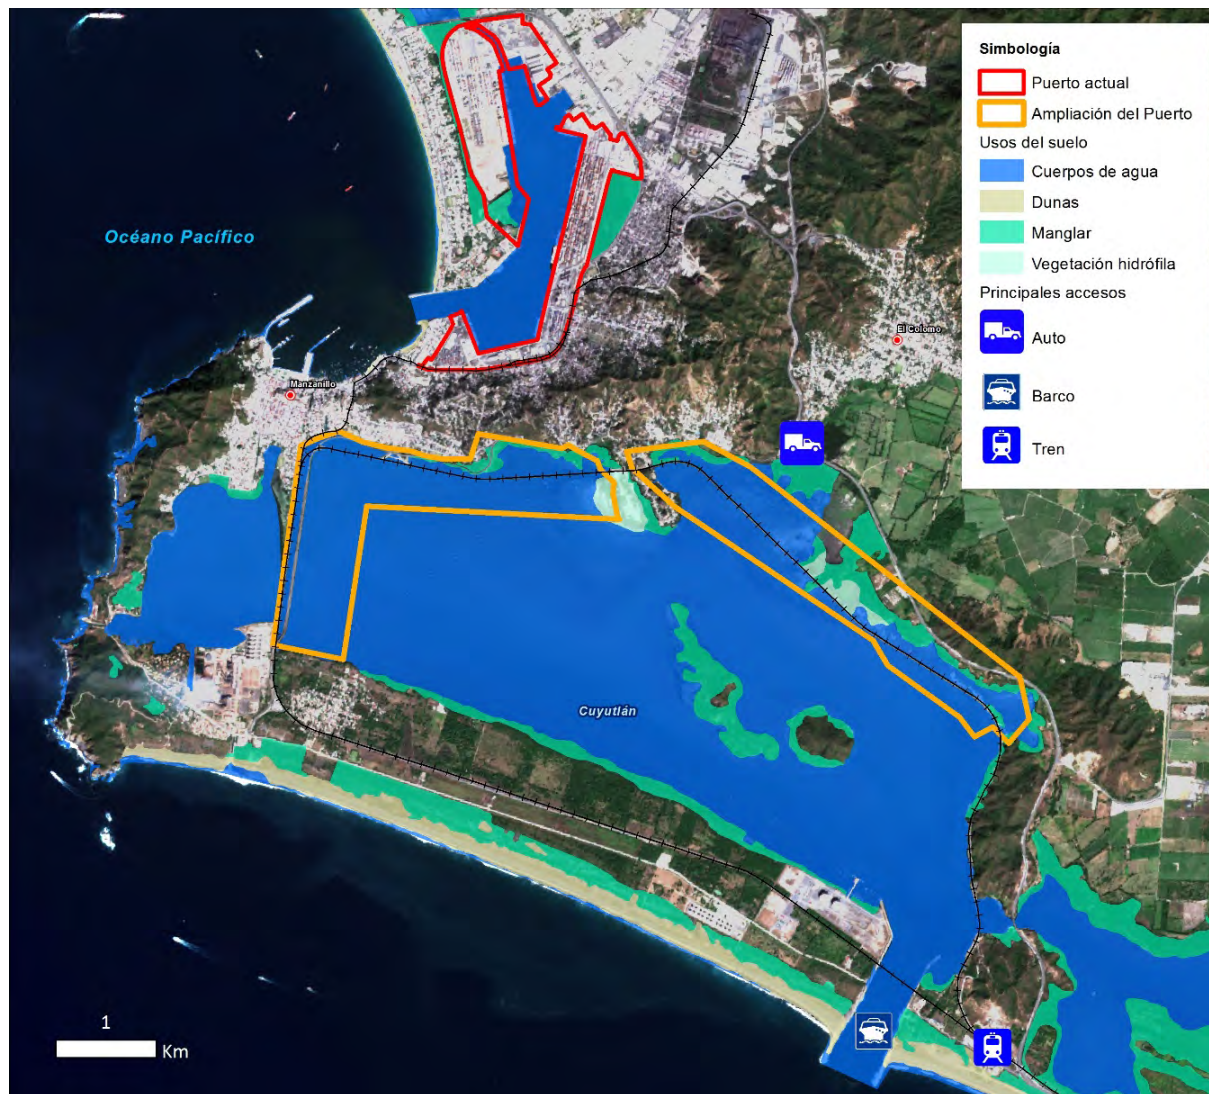 Simbología
Puerto actual
Ampliación del Puerto
Usos del suelo
Cuerpos de agua
Dunas
Manglar
Vegetación hidrófila
Principales accesos
Auto
Barco
Tren
Océano Pacífico
El Colomo
Manzanillo
Cuyutlán
1
Km